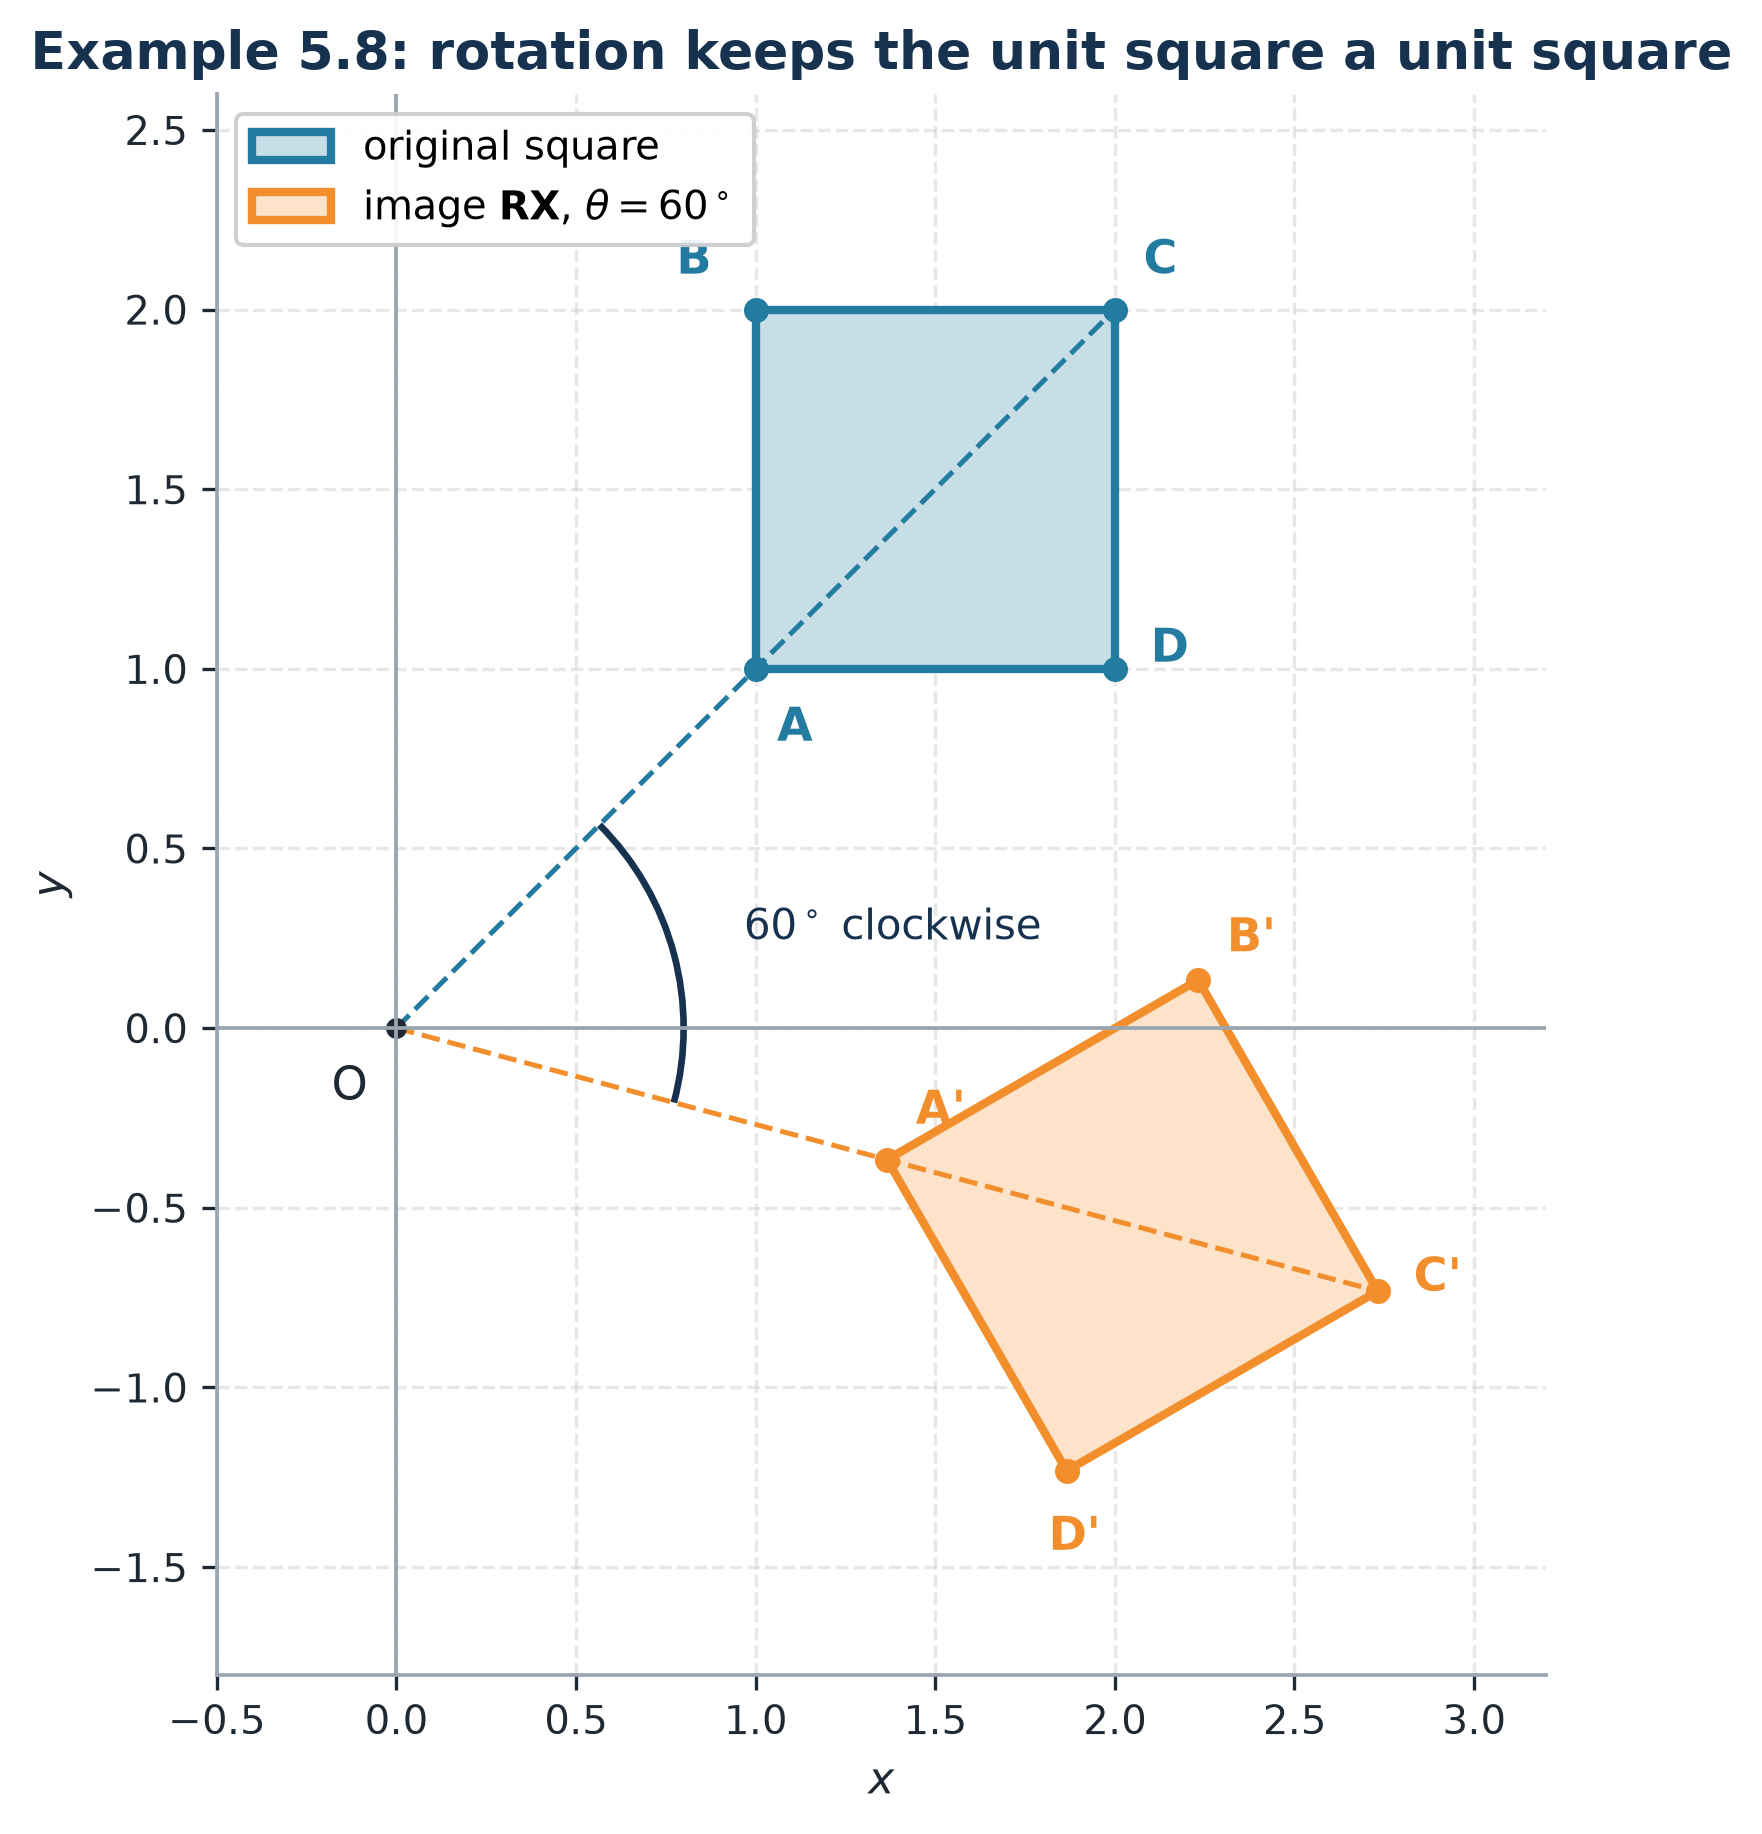 Example 5.8: rotation keeps the unit square a unit square
original square
image RX, θ = 60°
2.5
B
C
2.0
1.5
D
1.0
A
0.5
60° clockwise
B'
y
0.0
O
A'
−0.5
C'
−1.0
D'
−1.5
−0.5 0.0 0.5 1.0 1.5 2.0 2.5 3.0
x